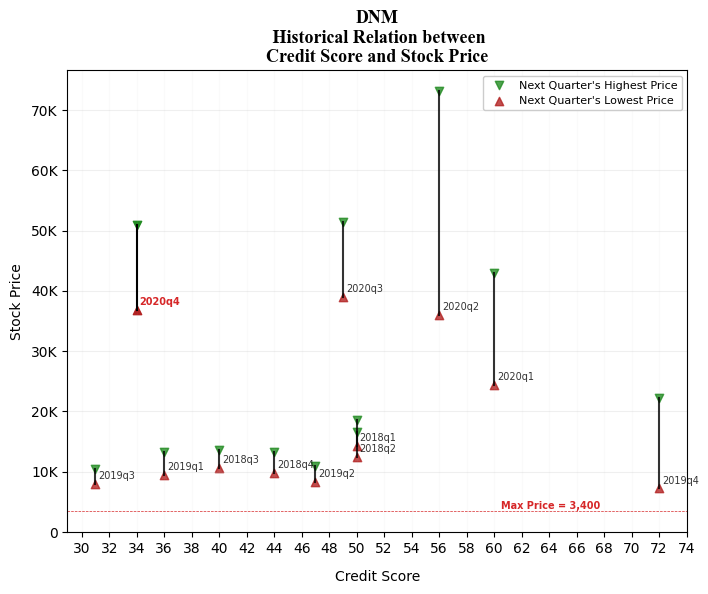 DNM
Historical Relation between
Credit Score and Stock Price
Next Quarter's Highest Price
Next Quarter's Lowest Price
70K
60K
50K
40K
30K
20K
10K
0
Stock Price
2020q4
2020q3
2020q2
2020q1
2018q1
2018q2
2018q3
2018q4
2019q1
2019q2
2019q3
2019q4
Max Price = 3,400
30 32 34 36 38 40 42 44 46 48 50 52 54 56 58 60 62 64 66 68 70 72 74
Credit Score